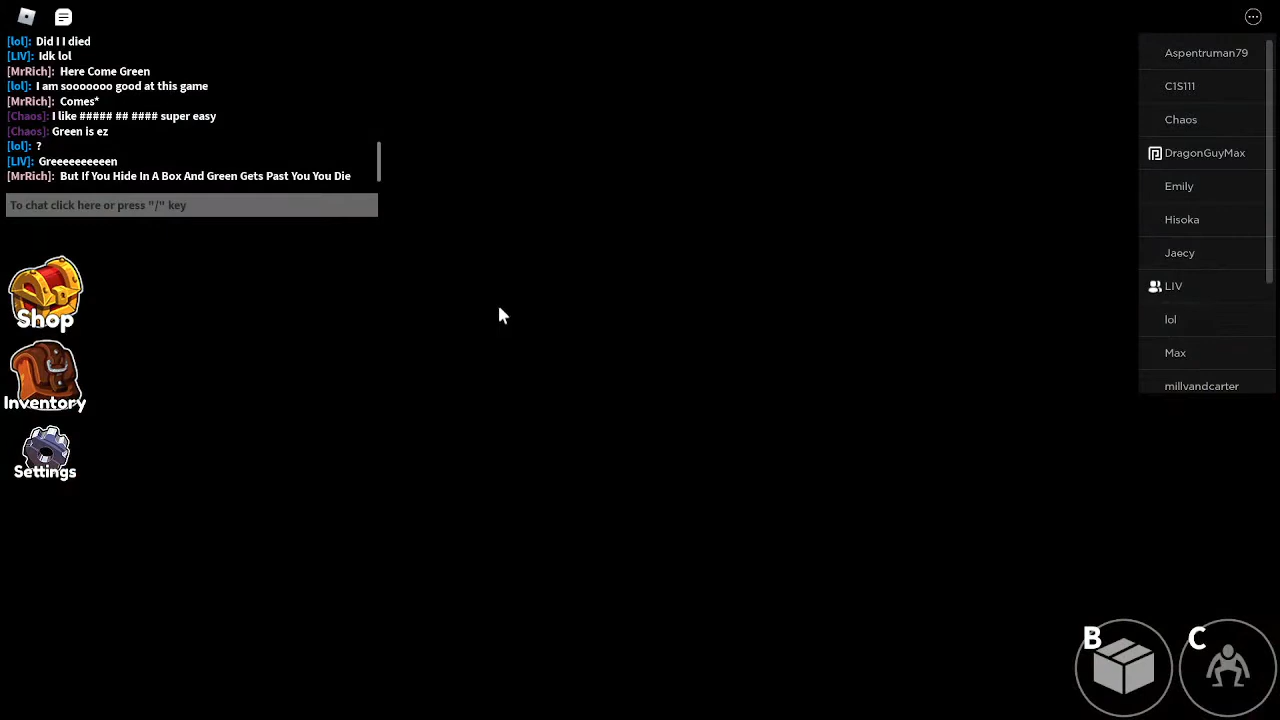 [lol]: Did I I died
[LIV]: Idk lol
[MrRich]: Here Come Green
[lol]: I am sooooooo good at this game
[MrRich]: Comes*
[Chaos]: I like ##### ## #### super easy
[Chaos]: Green is ez
[lol]: ?
[LIV]: Greeeeeeeeeen
[MrRich]: But If You Hide In A Box And Green Gets Past You You Die
To chat click here or press "/" key
Shop
Inventory
Settings
Aspentruman79
C1S111
Chaos
DragonGuyMax
Emily
Hisoka
Jaecy
LIV
lol
Max
millvandcarter
B
C